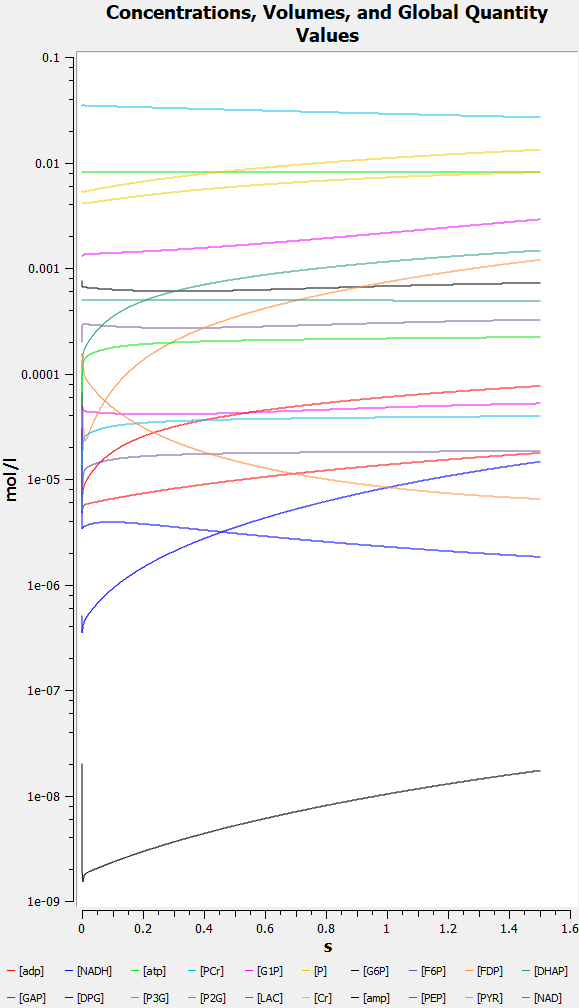 Concentrations, Volumes, and Global Quantity
Values
0.1
0.01
0.001
0.0001
1e-05
1e-06
1e-07
1e-08
1e-09
mol/l
0 0.2 0.4 0.6 0.8 1 1.2 1.4 1.6
s
[adp] [NADH] [atp] [PCr] [G1P] [P] [G6P] [F6P] [FDP] [DHAP]
[GAP] [DPG] [P3G] [P2G] [LAC] [Cr] [amp] [PEP] [PYR] [NAD]